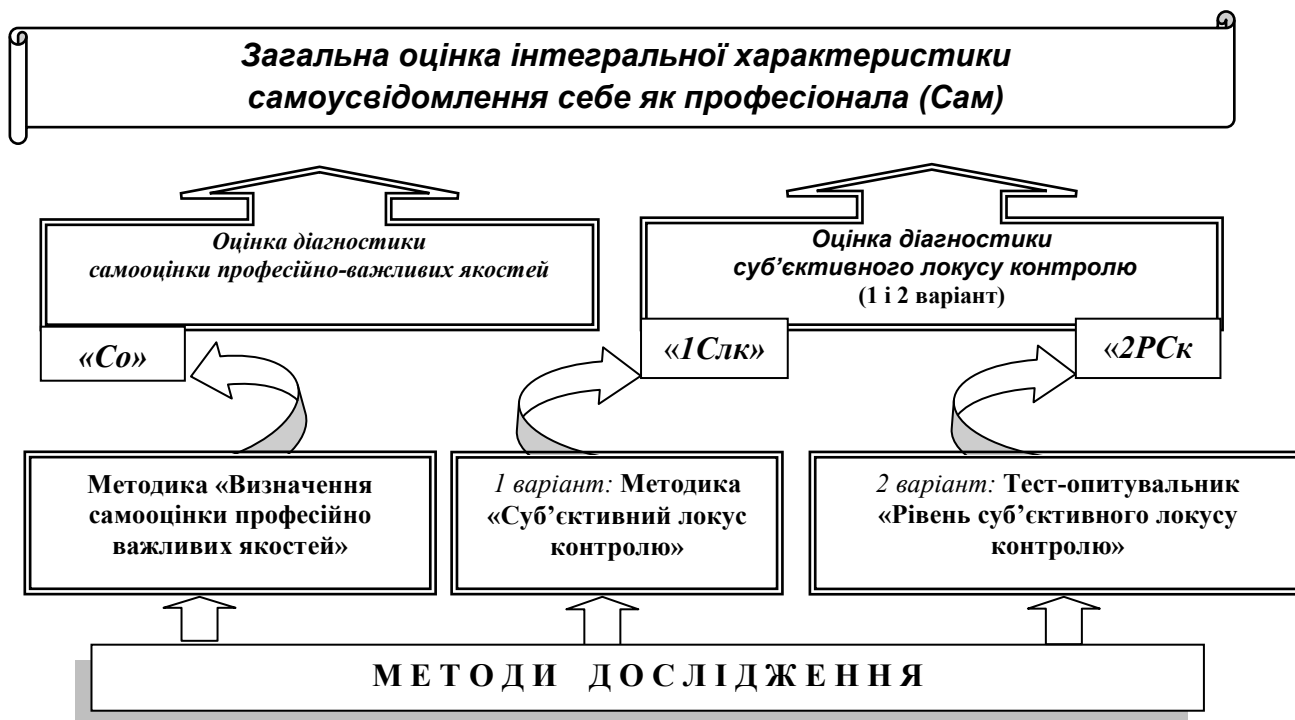 Загальна оцінка інтегральної характеристики
самоусвідомлення себе як професіонала (Сам)
Оцінка діагностики
самооцінки професійно-важливих якостей
Оцінка діагностики
суб’єктивного локусу контролю
(1 і 2 варіант)
«Со»
«1Слк»
«2РСк
Методика «Визначення
самооцінки професійно
важливих якостей»
1 варіант: Методика
«Суб’єктивний локус
контролю»
2 варіант: Тест-опитувальник
«Рівень суб’єктивного локусу
контролю»
М Е Т О Д И Д О С Л І Д Ж Е Н Н Я